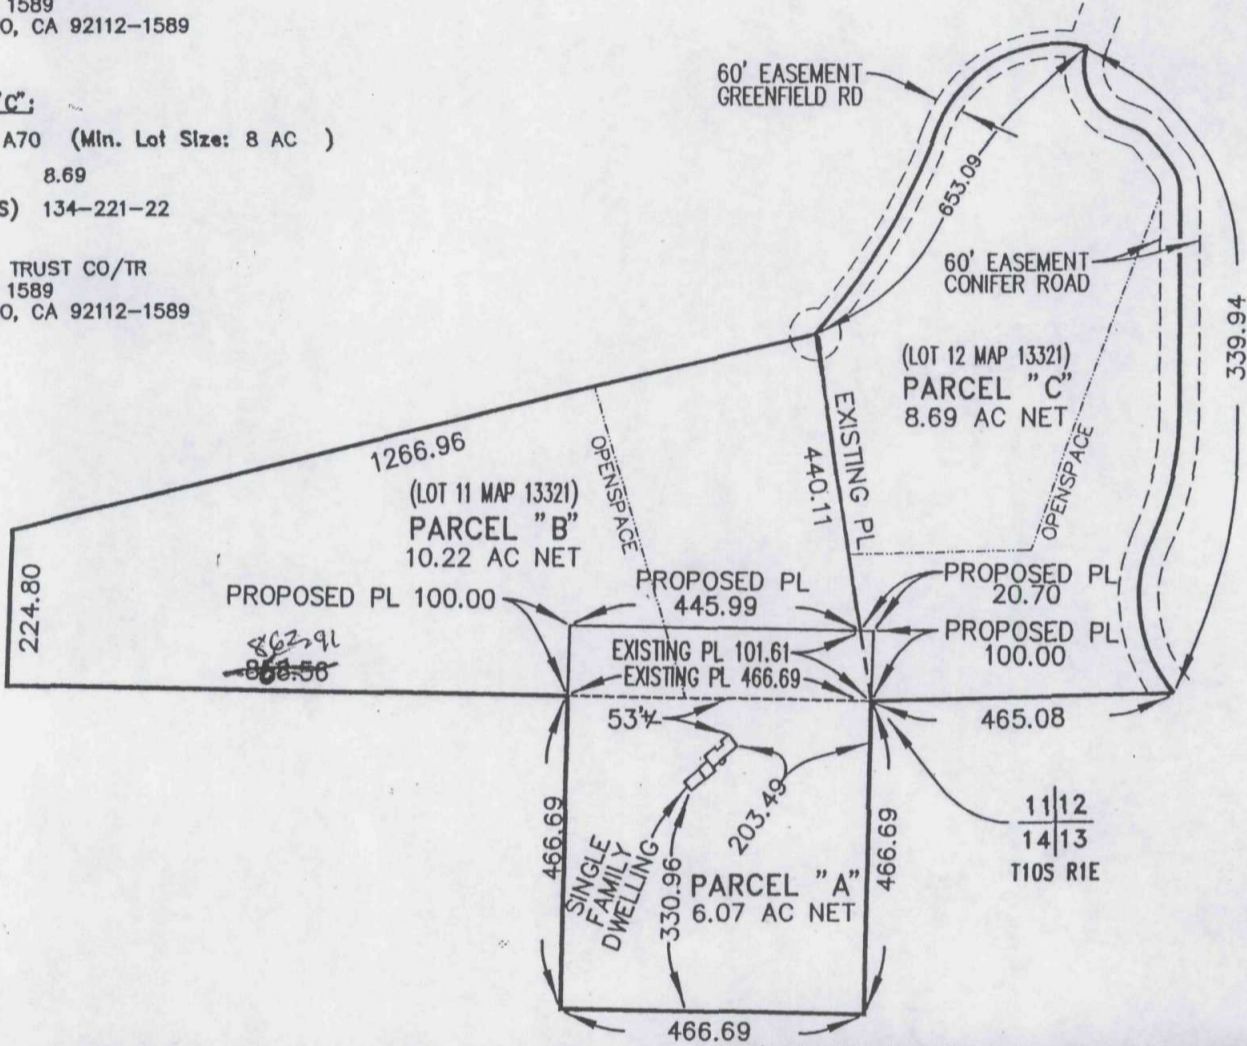 1589
O, CA 92112-1589
"C":
A70 (Min. Lot Size: 8 AC )
8.69
S) 134-221-22
TRUST CO/TR
1589
O, CA 92112-1589
60' EASEMENT
GREENFIELD RD
653.09
60' EASEMENT
CONIFER ROAD
339.94
(LOT 12 MAP 13321)
PARCEL "C"
8.69 AC NET
EXISTING PL
440.11
OPENSPACE
1266.96
OPENSPACE
(LOT 11 MAP 13321)
PARCEL "B"
10.22 AC NET
224.80
PROPOSED PL 100.00
PROPOSED PL
445.99
PROPOSED PL
20.70
PROPOSED PL
100.00
862.91
EXISTING PL 101.61
EXISTING PL 466.69
53'
465.08
466.69
SINGLE
FAMILY
DWELLING
330.96
203.49
PARCEL "A"
6.07 AC NET
466.69
11 12
14 13
T10S R1E
466.69